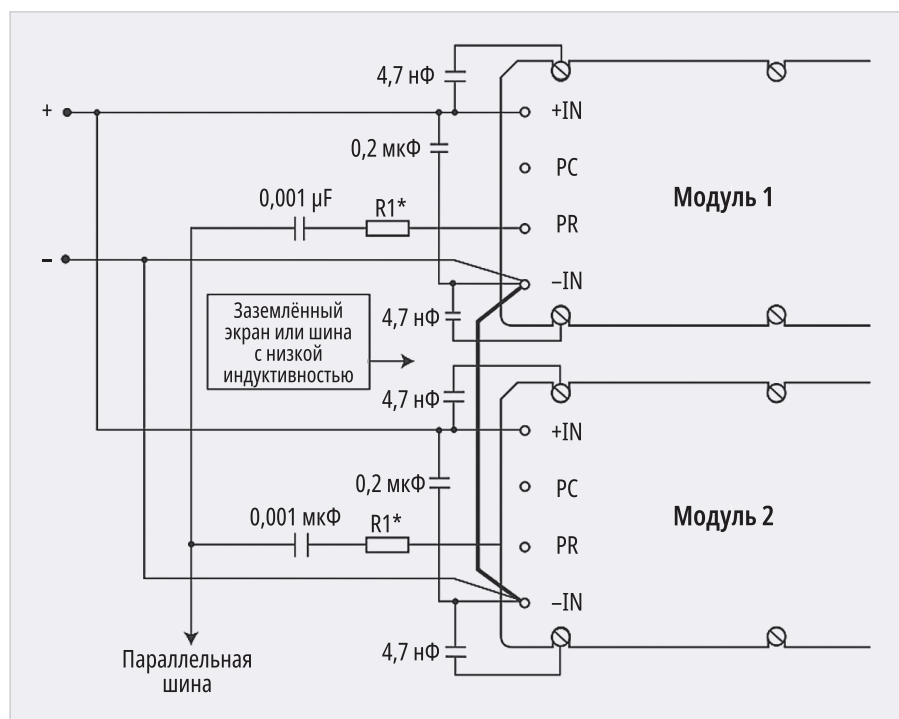 4,7 нФ
+
+IN
0,2 мкФ
PC
Модуль 1
0,001 µF
R1*
PR
–
–IN
Заземлённый
экран или шина
с низкой
индуктивностью
4,7 нФ
4,7 нФ
+IN
0,2 мкФ
PC
Модуль 2
0,001 мкФ
R1*
PR
–IN
4,7 нФ
Параллельная
шина